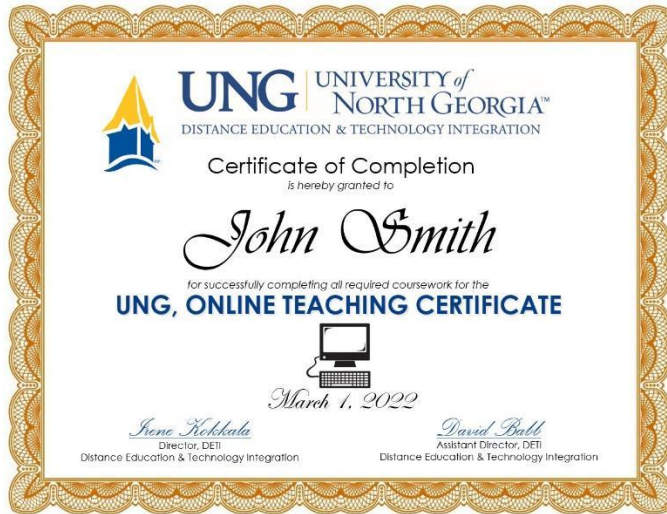 UNG UNIVERSITY of
NORTH GEORGIA™
DISTANCE EDUCATION & TECHNOLOGY INTEGRATION
Certificate of Completion
is hereby granted to
John Smith
for successfully completing all required coursework for the
UNG, ONLINE TEACHING CERTIFICATE
March 1, 2022
Irene Kokkala
Director, DETI
Distance Education & Technology Integration
David Babb
Assistant Director, DETI
Distance Education & Technology Integration